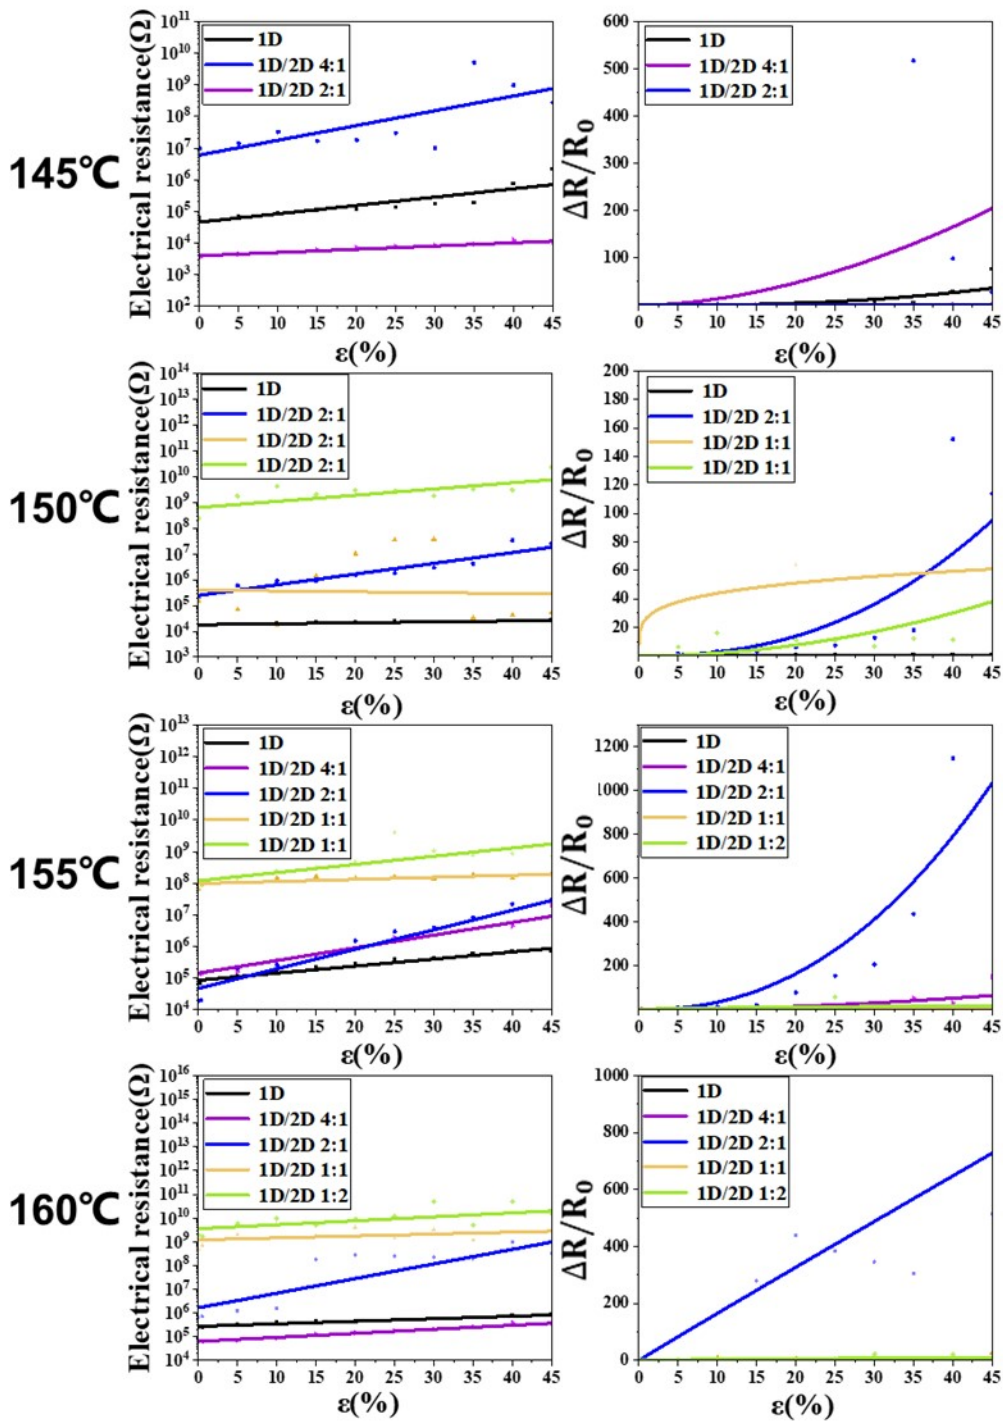 145℃
Electrical resistance(Ω)
10¹¹
10¹⁰
10⁹
10⁸
10⁷
10⁶
10⁵
10⁴
10³
10²
1D
1D/2D 4:1
1D/2D 2:1
0 5 10 15 20 25 30 35 40 45
ε(%)
ΔR/R₀
600
500
400
300
200
100
1D
1D/2D 4:1
1D/2D 2:1
0 5 10 15 20 25 30 35 40 45
ε(%)
150℃
Electrical resistance(Ω)
10¹⁴
10¹³
10¹²
10¹¹
10¹⁰
10⁹
10⁸
10⁷
10⁶
10⁵
10⁴
10³
1D
1D/2D 2:1
1D/2D 2:1
1D/2D 2:1
0 5 10 15 20 25 30 35 40 45
ε(%)
ΔR/R₀
200
180
160
140
120
100
80
60
40
20
1D
1D/2D 2:1
1D/2D 1:1
1D/2D 1:1
0 5 10 15 20 25 30 35 40 45
ε(%)
155℃
Electrical resistance(Ω)
10¹³
10¹²
10¹¹
10¹⁰
10⁹
10⁸
10⁷
10⁶
10⁵
10⁴
1D
1D/2D 4:1
1D/2D 2:1
1D/2D 1:1
1D/2D 1:1
0 5 10 15 20 25 30 35 40 45
ε(%)
ΔR/R₀
1200
1000
800
600
400
200
1D
1D/2D 4:1
1D/2D 2:1
1D/2D 1:1
1D/2D 1:2
0 5 10 15 20 25 30 35 40 45
ε(%)
160℃
Electrical resistance(Ω)
10¹⁶
10¹⁵
10¹⁴
10¹³
10¹²
10¹¹
10¹⁰
10⁹
10⁸
10⁷
10⁶
10⁵
10⁴
1D
1D/2D 4:1
1D/2D 2:1
1D/2D 1:1
1D/2D 1:2
0 5 10 15 20 25 30 35 40 45
ε(%)
ΔR/R₀
1000
800
600
400
200
0
1D
1D/2D 4:1
1D/2D 2:1
1D/2D 1:1
1D/2D 1:2
0 5 10 15 20 25 30 35 40 45
ε(%)